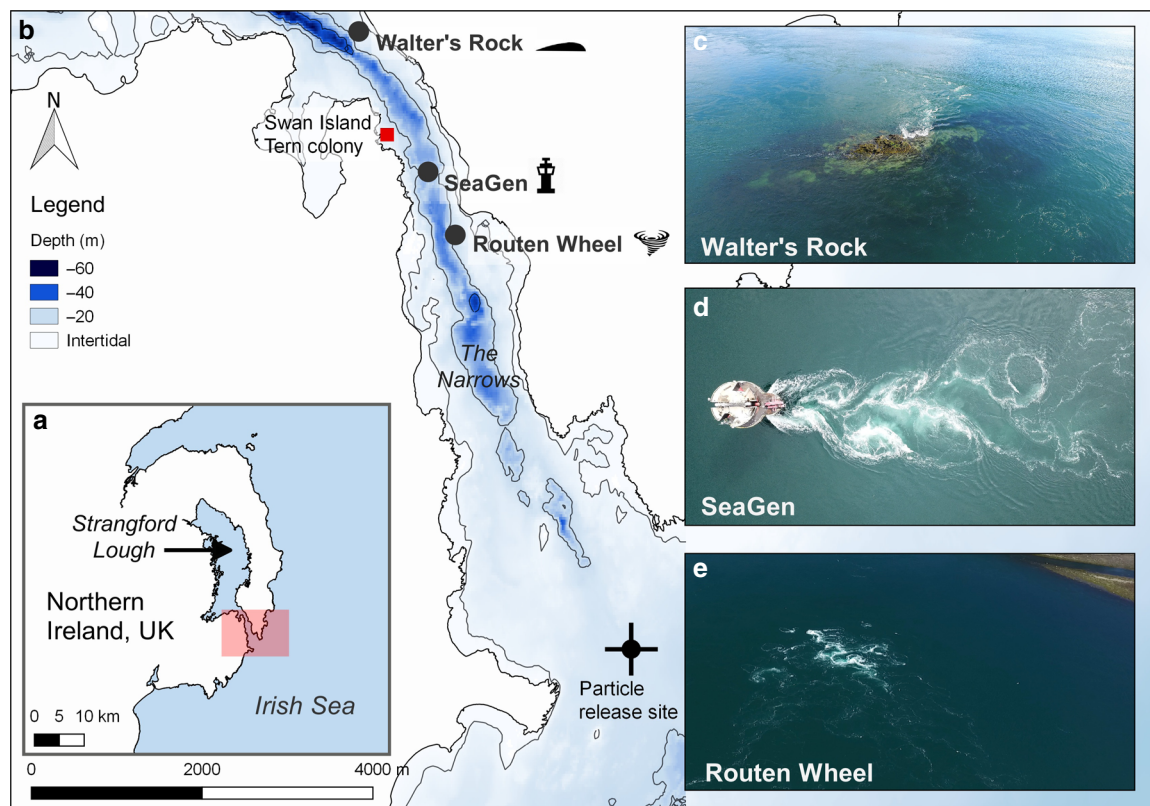 b
Walter's Rock
N
Swan Island
Tern colony
SeaGen
Routen Wheel
Legend
Depth (m)
–60
–40
–20
Intertidal
The
Narrows
Particle
release site
a
Strangford
Lough
Northern
Ireland, UK
Irish Sea
0 5 10 km
0 2000 4000 m
c
Walter's Rock
d
SeaGen
e
Routen Wheel